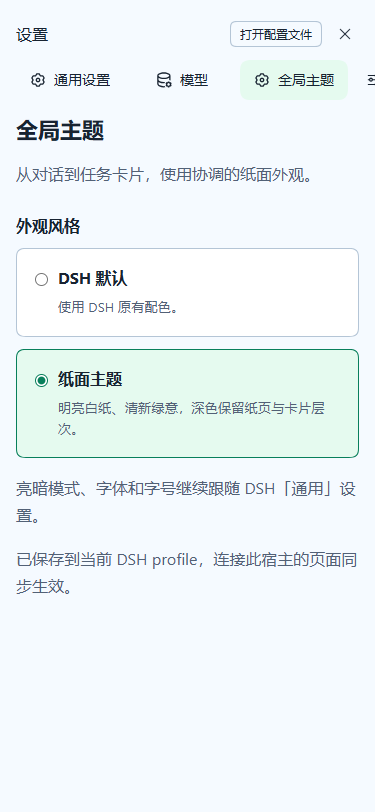 设置
打开配置文件
通用设置
模型
全局主题
全局主题
从对话到任务卡片，使用协调的纸面外观。
外观风格
DSH 默认
使用 DSH 原有配色。
纸面主题
明亮白纸、清新绿意，深色保留纸页与卡片层
次。
亮暗模式、字体和字号继续跟随 DSH「通用」设
置。
已保存到当前 DSH profile，连接此宿主的页面同
步生效。